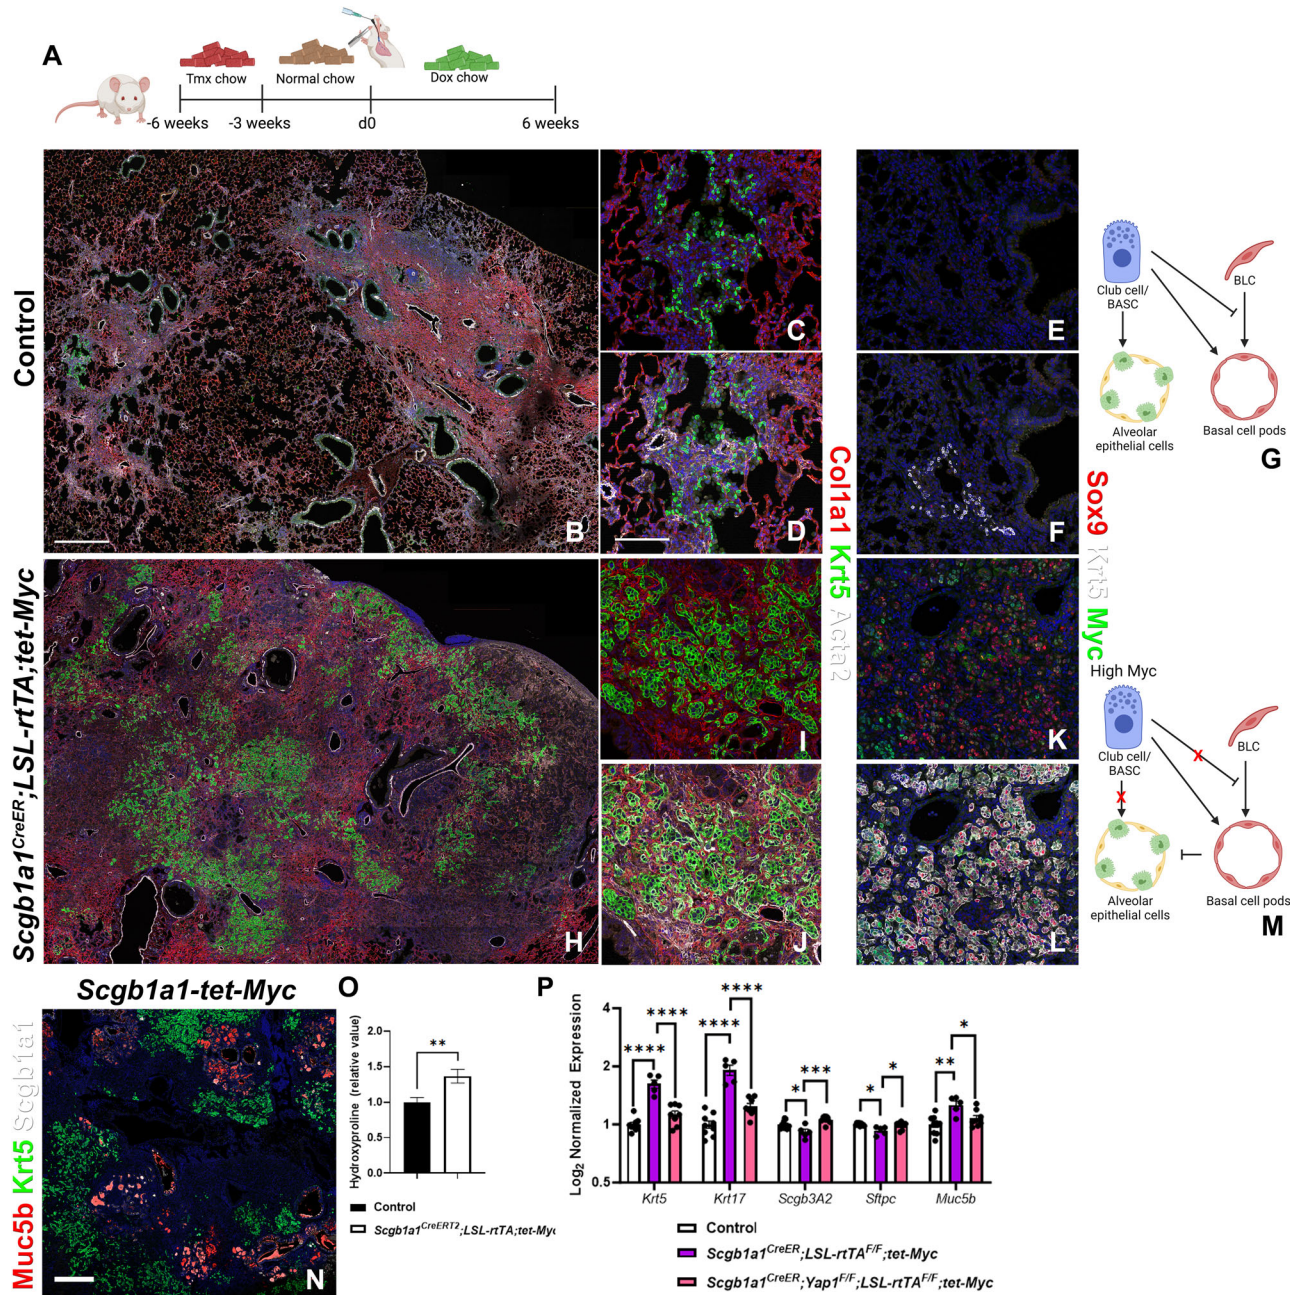 A
Tmx chow
Normal chow
Dox chow
-6 weeks
-3 weeks
d0
6 weeks
Control
B
C
D
E
F
Col1a1 Krt5 Acta2
Sox9 Krt5 Myc
Club cell/
BASC
BLC
Alveolar
epithelial cells
Basal cell pods
G
Scgb1a1CreER;LSL-rtTA;tet-Myc
H
I
J
K
L
High Myc
Club cell/
BASC
BLC
X
X
Alveolar
epithelial cells
Basal cell pods
M
Scgb1a1-tet-Myc
Muc5b Krt5 Scgb1a1
N
O
Hydroxyproline (relative value)
2.0
1.5
1.0
0.5
0.0
**
Control
Scgb1a1CreERT2;LSL-rtTA;tet-Myc
P
Log2 Normalized Expression
4
2
1
0.5
**** ****
**** ****
* ***
* *
** *
Krt5
Krt17
Scgb3A2
Sftpc
Muc5b
Control
Scgb1a1CreER;LSL-rtTAF/F;tet-Myc
Scgb1a1CreER;Yap1F/F;LSL-rtTAF/F;tet-Myc